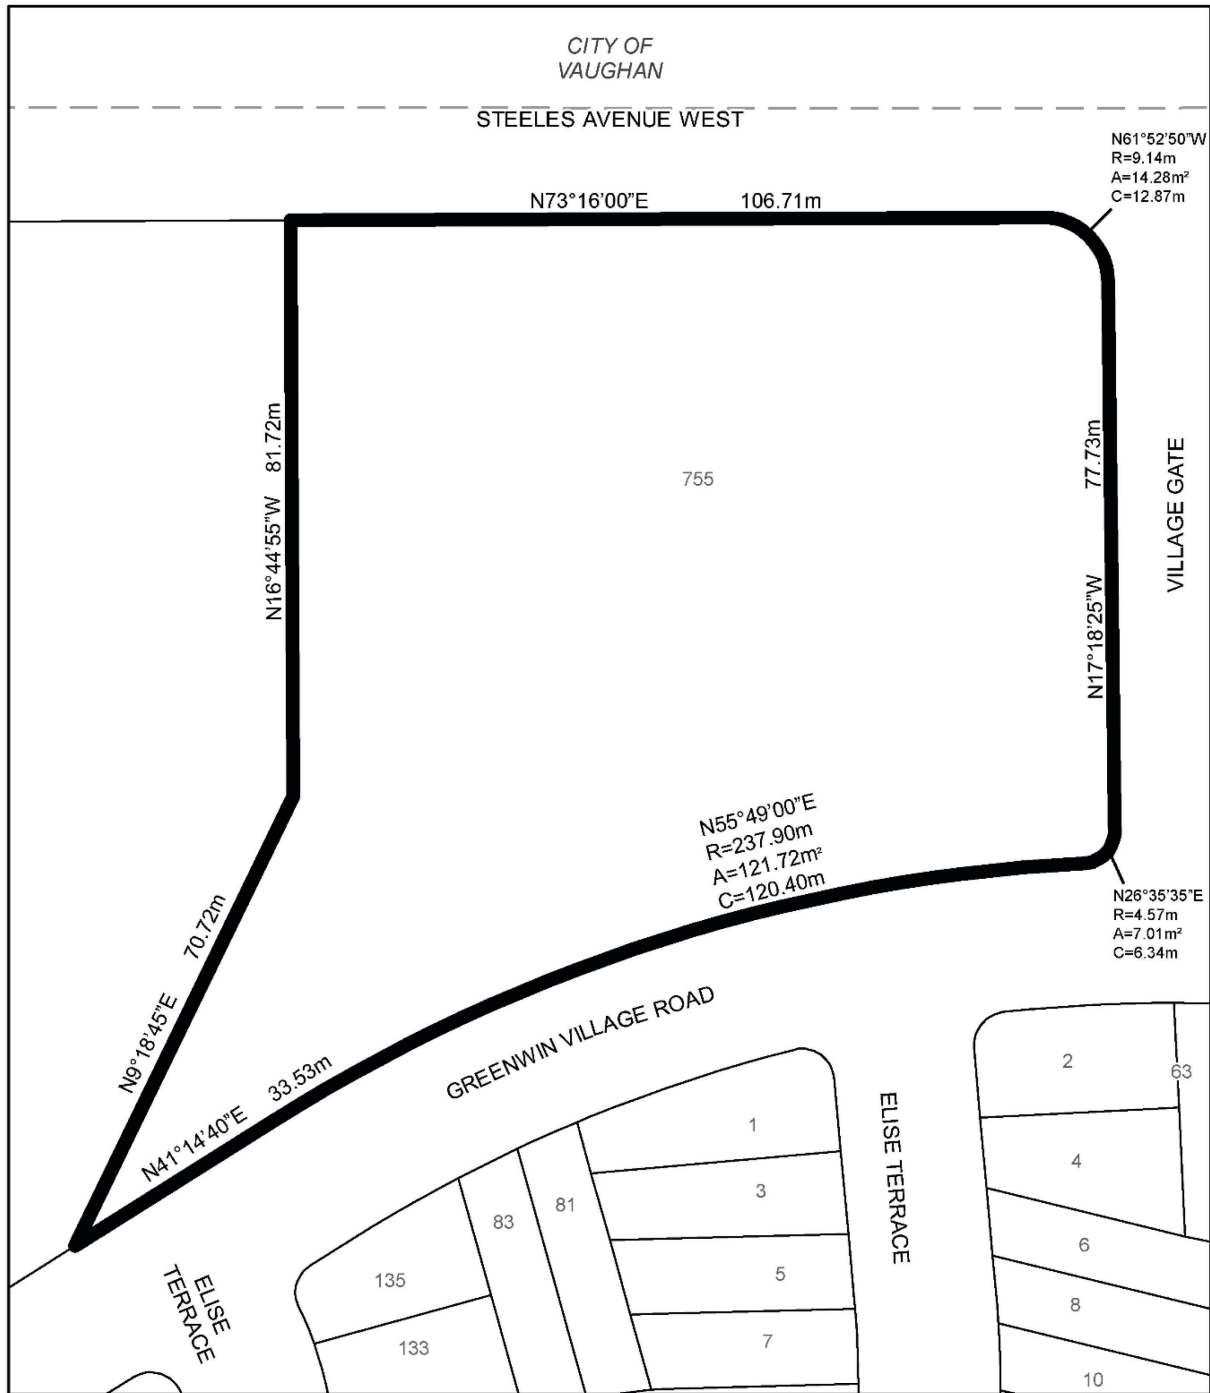 CITY OF
VAUGHAN
STEELES AVENUE WEST
N61°52'50"W
R=9.14m
A=14.28m²
C=12.87m
N73°16'00"E 106.71m
N16°44'55"W 81.72m
755
77.73m
N17°18'25"W
VILLAGE GATE
N55°49'00"E
R=237.90m
A=121.72m²
C=120.40m
N26°35'35"E
R=4.57m
A=7.01m²
C=6.34m
N9°18'45"E 70.72m
N41°14'40"E 33.53m
GREENWIN VILLAGE ROAD
ELISE TERRACE
2
63
1
4
3
81
83
6
5
135
8
7
133
10
ELISE
TERRACE